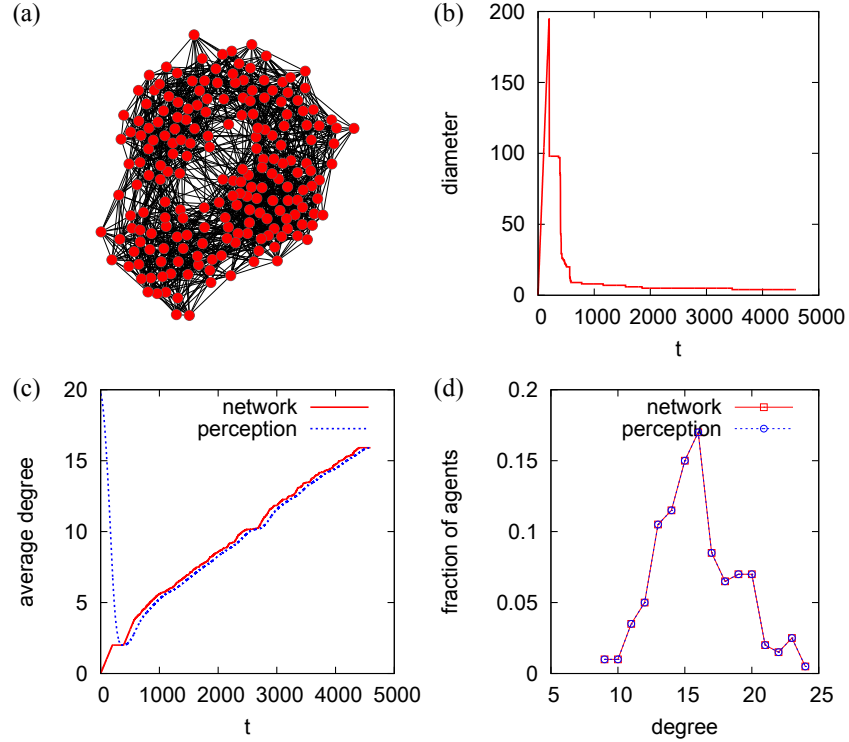 (a)
(b)
200
150
100
50
0
diameter
0 1000 2000 3000 4000 5000
t
(c)
20
15
10
5
0
average degree
network
perception
0 1000 2000 3000 4000 5000
t
(d)
0.2
0.15
0.1
0.05
0
fraction of agents
network
perception
5 10 15 20 25
degree